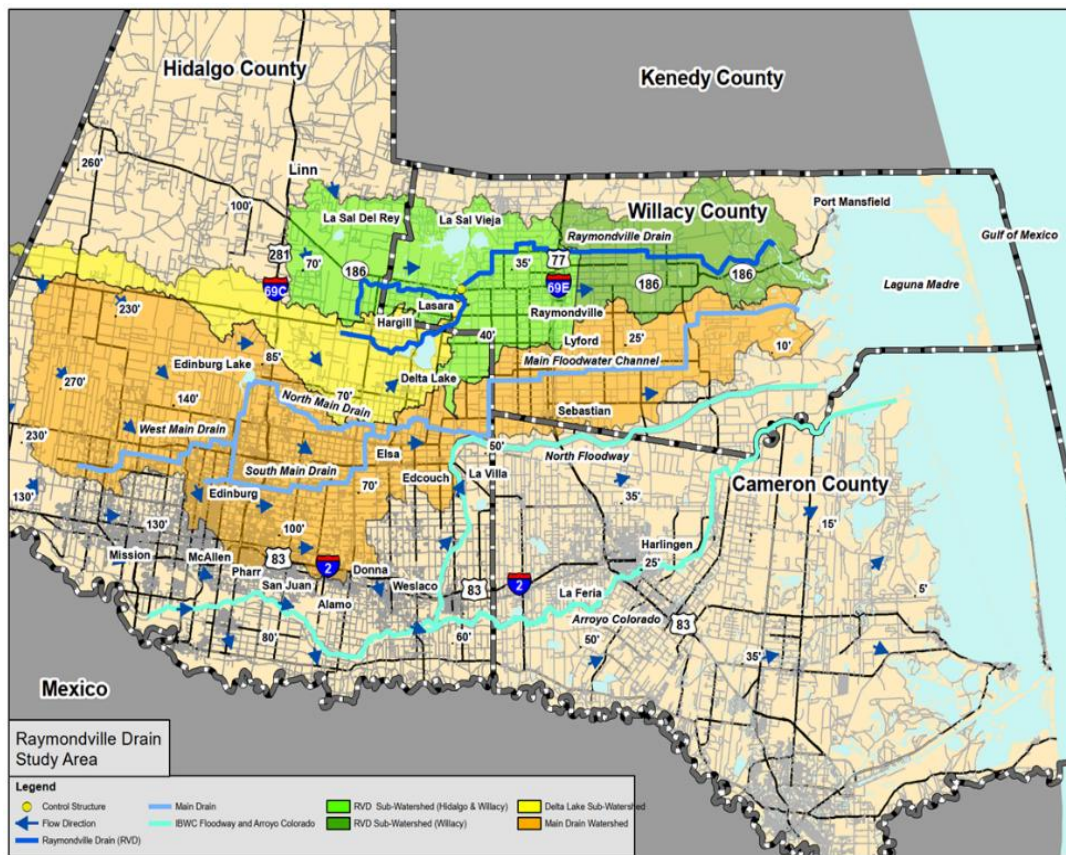 Hidalgo County
Kenedy County
260'
Linn
100'
La Sal Del Rey
La Sal Vieja
Willacy County
Port Mansfield
Raymondville Drain
Gulf of Mexico
281
70'
186
35'
77
186
186
69C
69E
Laguna Madre
Lasara
Hargill
Raymondville
230'
40'
Lyford
25'
10'
Edinburg Lake
85'
Main Floodwater Channel
270'
140'
North Main Drain
70'
Delta Lake
Sebastian
West Main Drain
230'
South Main Drain
Elsa
50'
North Floodway
La Villa
Edcouch
130'
Edinburg
70'
35'
Cameron County
130'
100'
15'
Mission
McAllen
83
2
Donna
Harlingen
Pharr
San Juan
Weslaco
83
2
25'
Alamo
La Feria
5'
Arroyo Colorado
83
80'
60'
50'
35'
Mexico
Raymondville Drain
Study Area
Legend
Control Structure
Flow Direction
Raymondville Drain (RVD)
Main Drain
IBWC Floodway and Arroyo Colorado
RVD Sub-Watershed (Hidalgo & Willacy)
RVD Sub-Watershed (Willacy)
Delta Lake Sub-Watershed
Main Drain Watershed